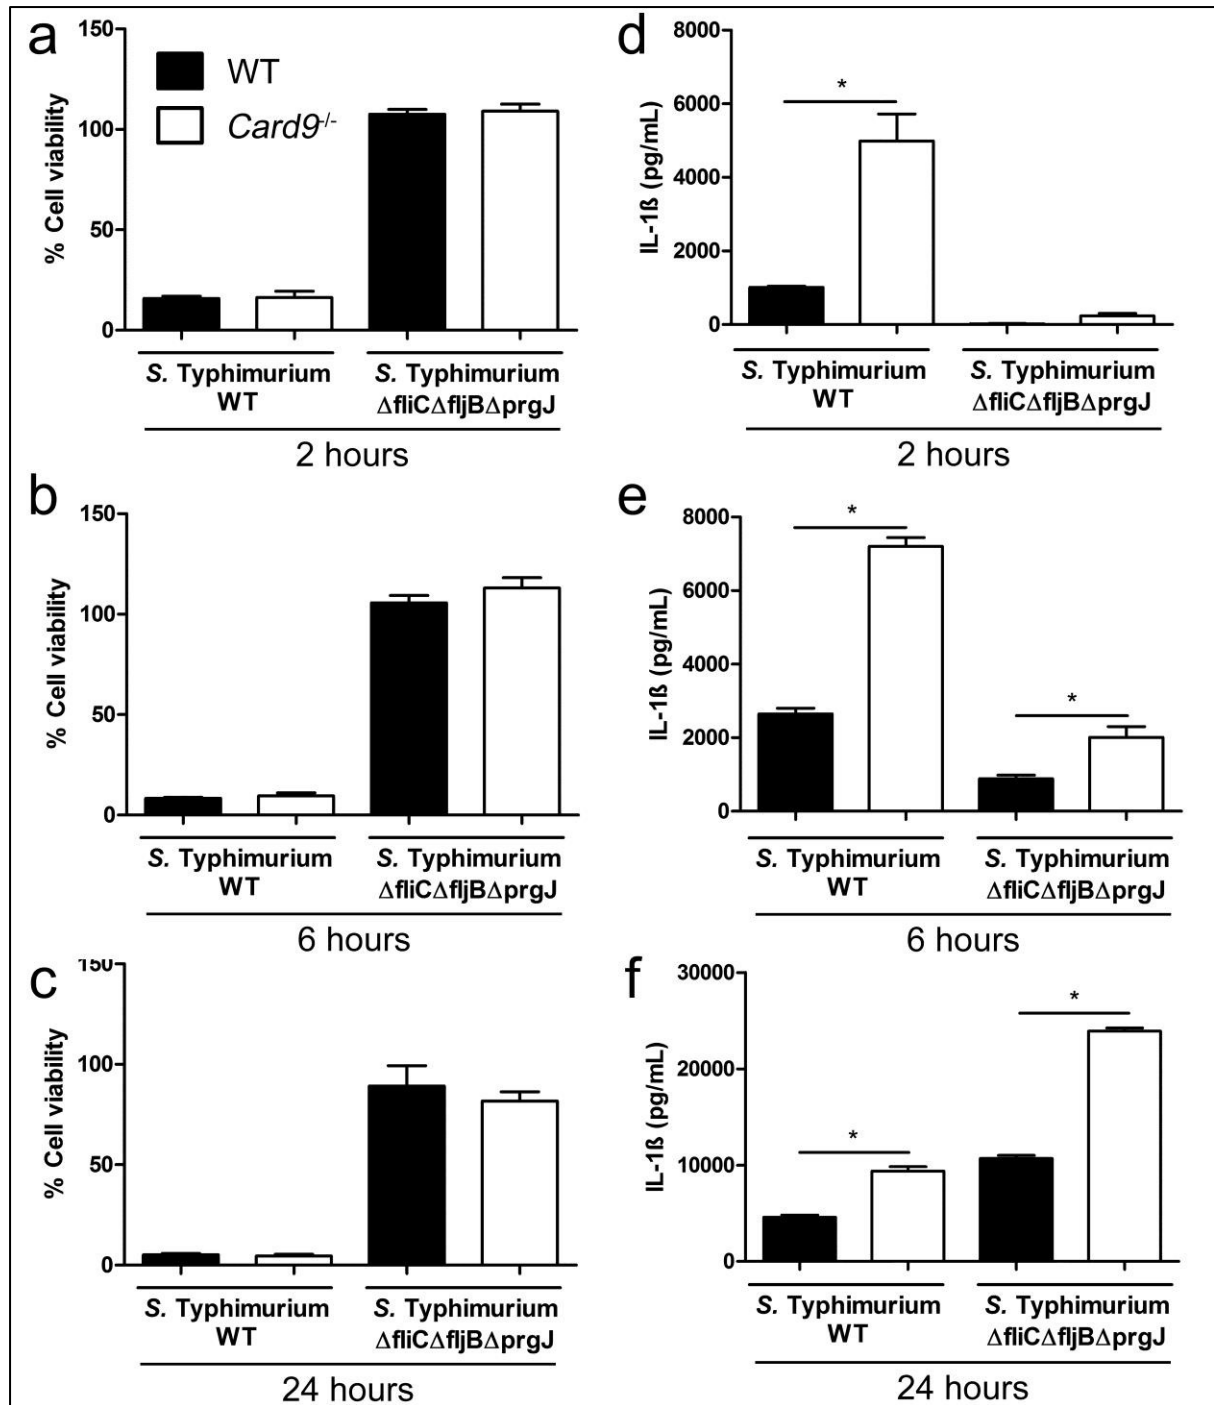 a
150
100
50
0
% Cell viability
WT
Card9-/-
S. Typhimurium
WT
S. Typhimurium
ΔfliCΔfljBΔprgJ
2 hours
d
8000
6000
4000
2000
0
IL-1ß (pg/mL)
*
S. Typhimurium
WT
S. Typhimurium
ΔfliCΔfljBΔprgJ
2 hours
b
150
100
50
0
% Cell viability
S. Typhimurium
WT
S. Typhimurium
ΔfliCΔfljBΔprgJ
6 hours
e
8000
6000
4000
2000
0
IL-1ß (pg/mL)
*
*
S. Typhimurium
WT
S. Typhimurium
ΔfliCΔfljBΔprgJ
6 hours
c
150
100
50
0
% Cell viability
S. Typhimurium
WT
S. Typhimurium
ΔfliCΔfljBΔprgJ
24 hours
f
30000
20000
10000
0
IL-1ß (pg/mL)
*
*
S. Typhimurium
WT
S. Typhimurium
ΔfliCΔfljBΔprgJ
24 hours